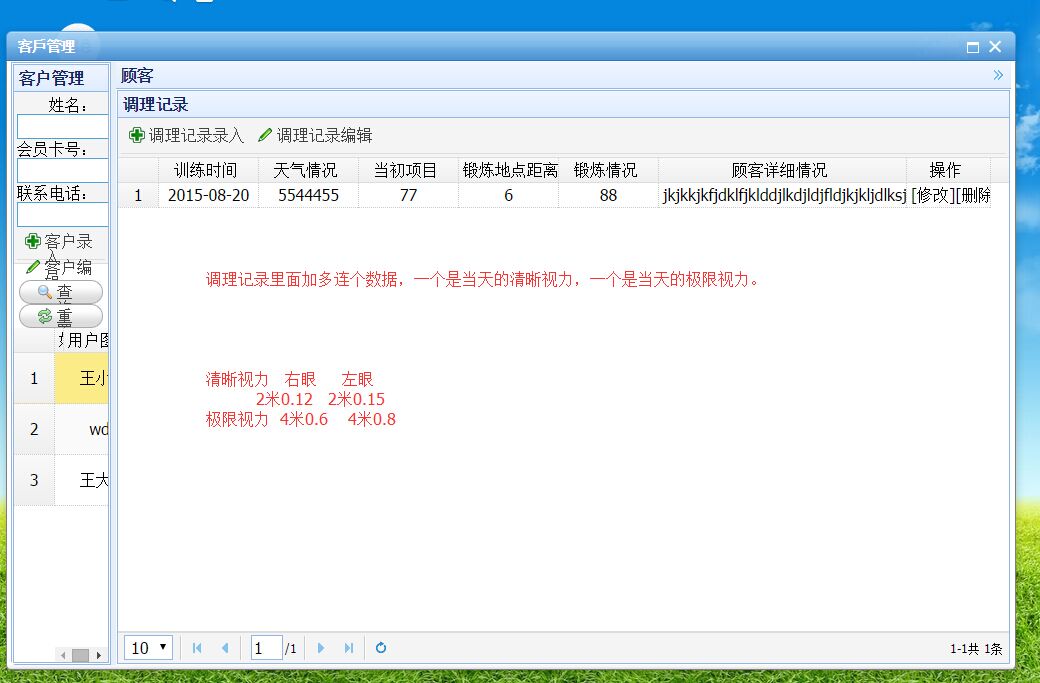 客戶管理
客户管理
姓名：
会员卡号：
联系电话：
客户录
客户编
查
重
用户图
1 王小
2 wd
3 王大
顾客
调理记录
调理记录录入 调理记录编辑
训练时间 天气情况 当初项目 锻炼地点距离 锻炼情况 顾客详细情况 操作
1 2015-08-20 5544455 77 6 88 jkjkkjkfjdklfjklddjlkdjldjfldjkjkljdlksj [修改][删除
调理记录里面加多连个数据，一个是当天的清晰视力，一个是当天的极限视力。
清晰视力 右眼 左眼
2米0.12 2米0.15
极限视力 4米0.6 4米0.8
10 1 /1 1-1共 1条